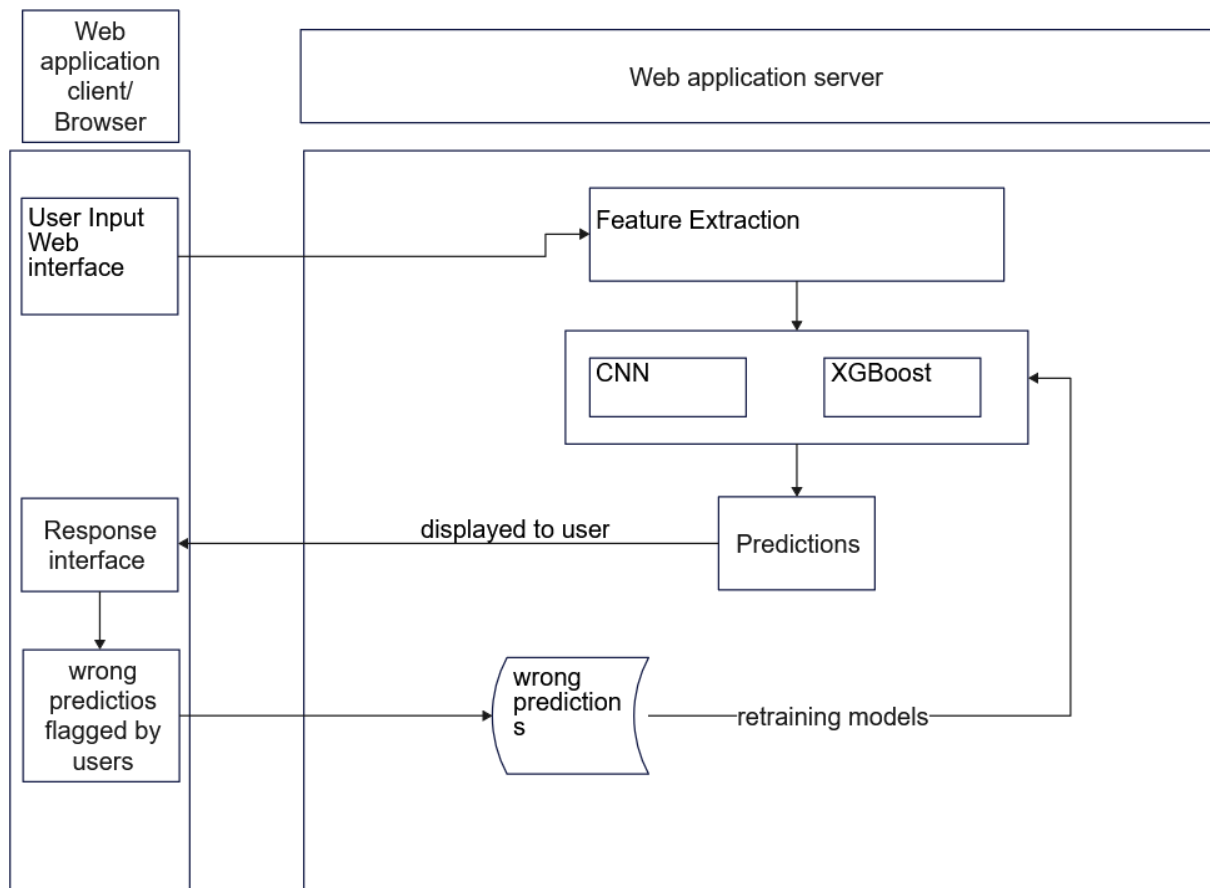 Web
application
client/
Browser
Web application server
User Input
Web
interface
Feature Extraction
CNN
XGBoost
Response
interface
displayed to user
Predictions
wrong
predictios
flagged by
users
wrong
prediction
s
retraining models